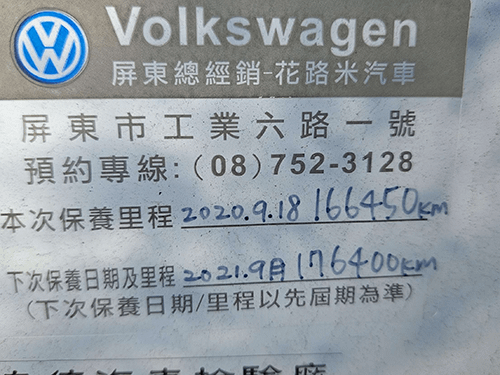 Volkswagen
屏東總經銷-花路米汽車
屏東市工業六路一號
預約專線:(08)752-3128
本次保養里程 2020.9.18 166450KM
下次保養日期及里程 2021.9月 176400KM
(下次保養日期/里程以先屆期為準)